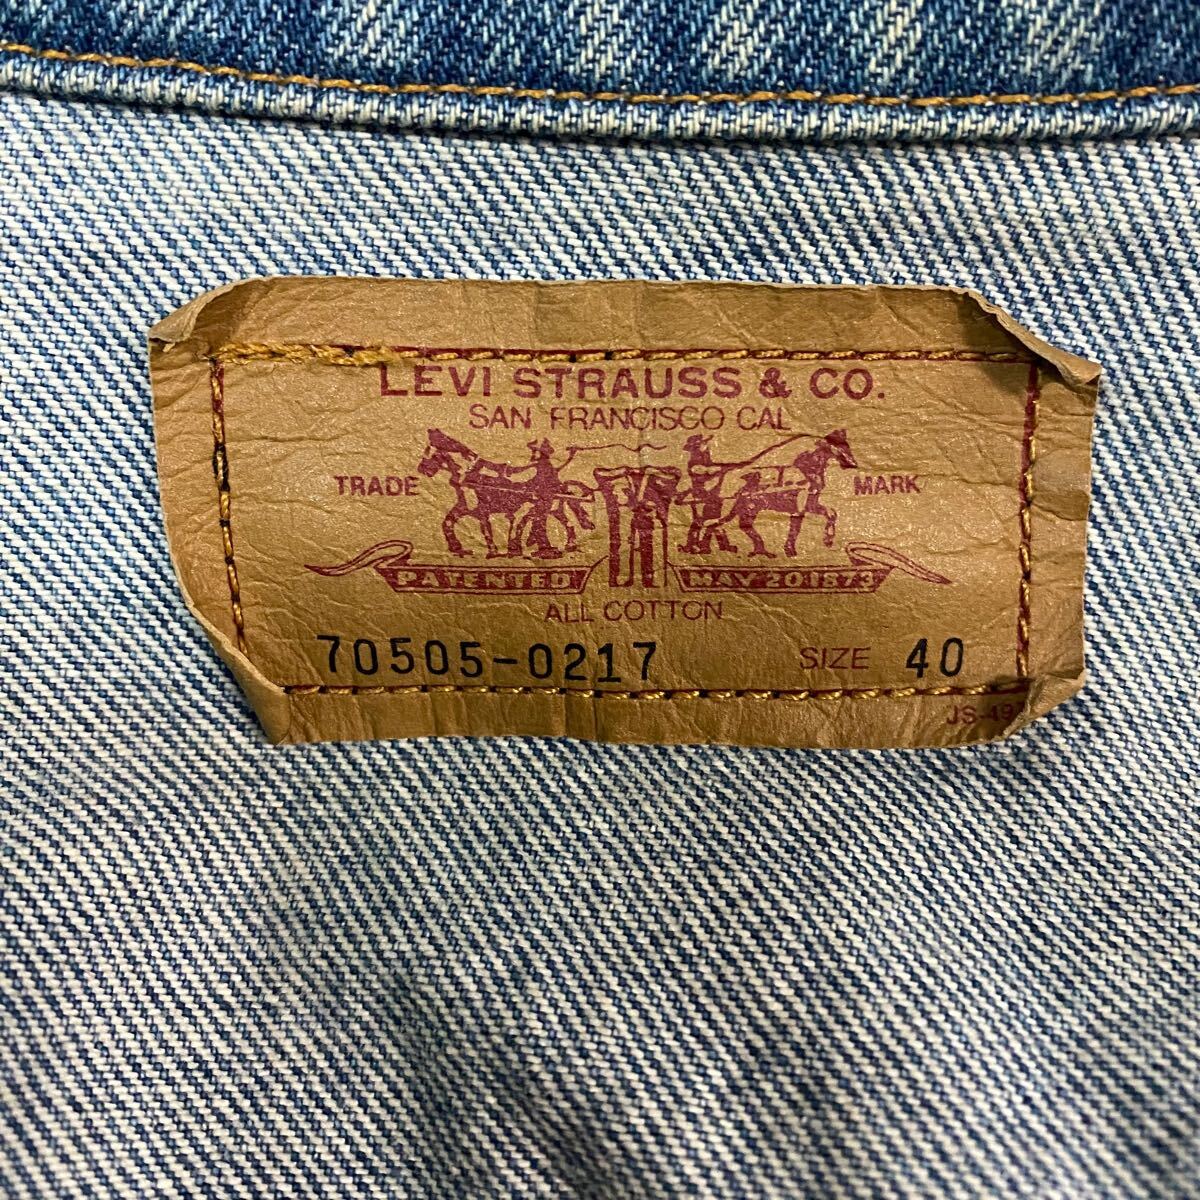 LEVI STRAUSS & CO.
SAN FRANCISCO CAL
TRADE MARK
PATENTED MAY 20 1873
ALL COTTON
70505-0217 SIZE 40